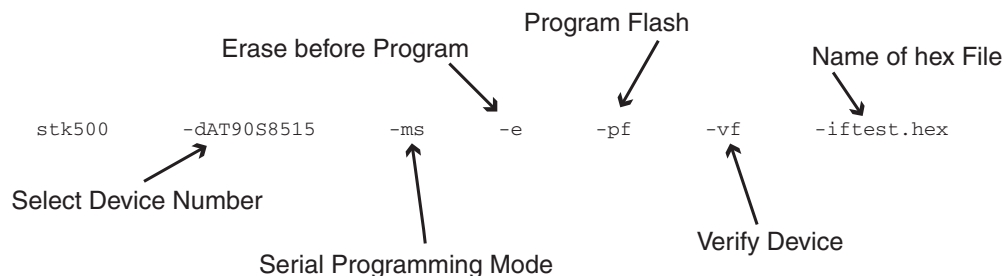 Program Flash
Erase before Program
Name of hex File
stk500 -dAT90S8515 -ms -e -pf -vf -iftest.hex
Select Device Number
Verify Device
Serial Programming Mode